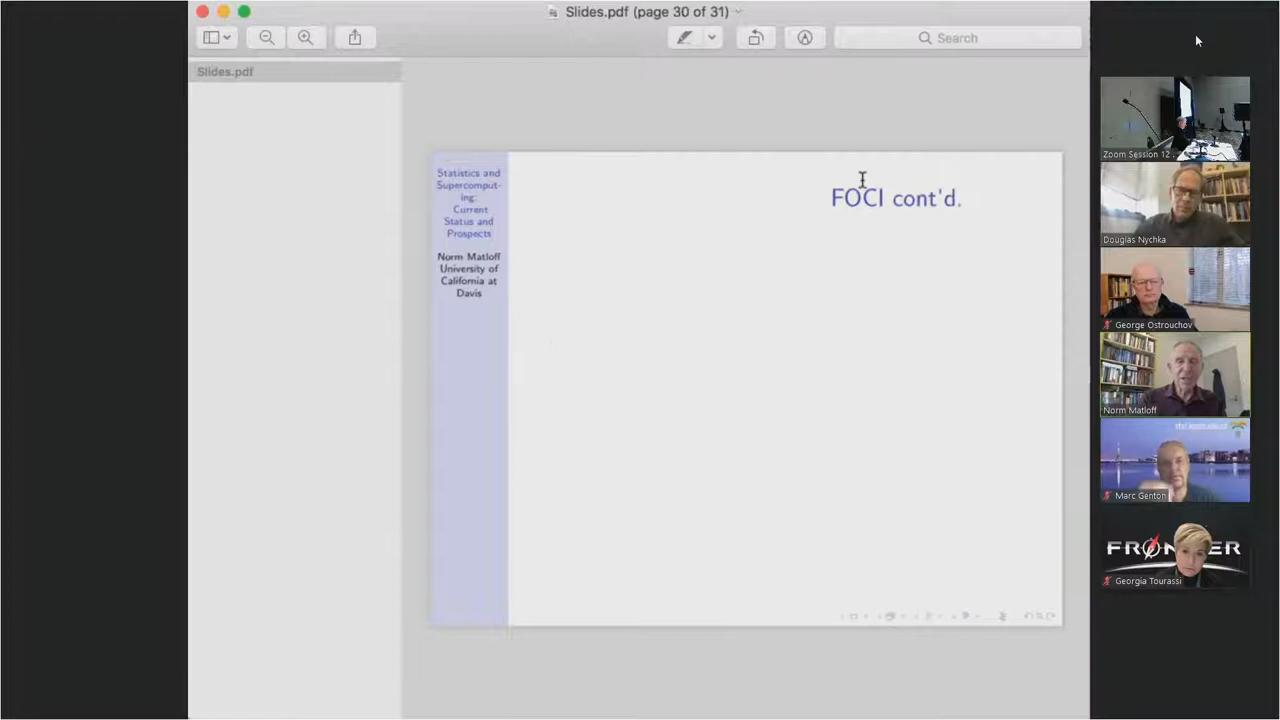 Slides.pdf (page 30 of 31)
Search
Slides.pdf
Statistics and
Supercomput-
ing:
Current
Status and
Prospects
Norm Matloff
University of
California at
Davis
FOCI cont'd.
Zoom Session 12 ..
Douglas Nychka
George Ostrouchov
Norm Matloff
Marc Genton
FRONTIER
Georgia Tourassi